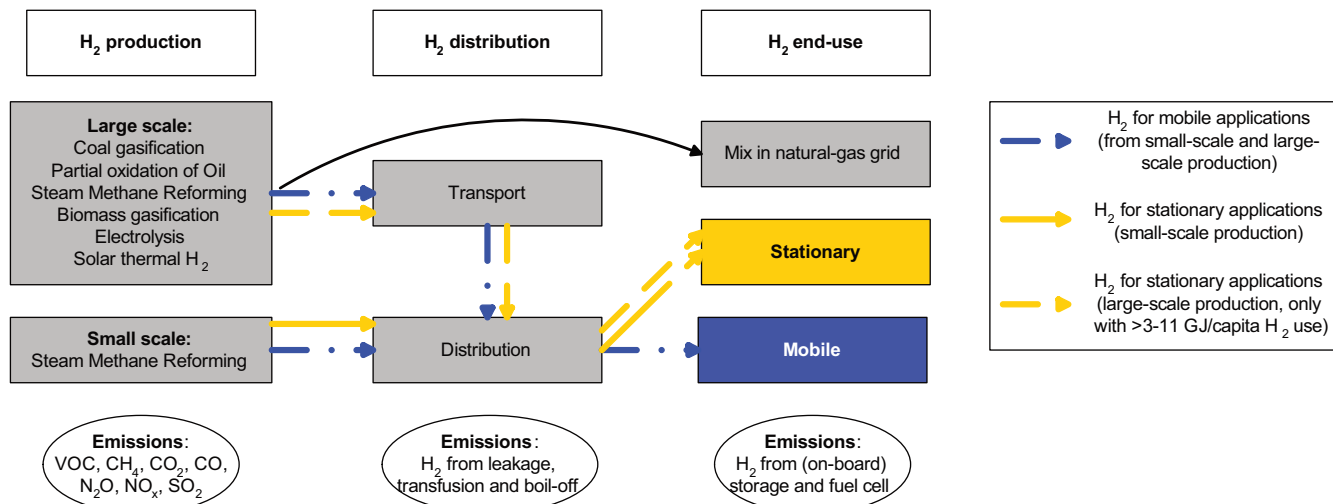 H₂ production
H₂ distribution
H₂ end-use
Large scale:
Coal gasification
Partial oxidation of Oil
Steam Methane Reforming
Biomass gasification
Electrolysis
Solar thermal H₂
Transport
Mix in natural-gas grid
Stationary
Small scale:
Steam Methane Reforming
Distribution
Mobile
Emissions:
VOC, CH₄, CO₂, CO,
N₂O, NOₓ, SO₂
Emissions:
H₂ from leakage,
transfusion and boil-off
Emissions:
H₂ from (on-board)
storage and fuel cell
H₂ for mobile applications
(from small-scale and large-
scale production)
H₂ for stationary applications
(small-scale production)
H₂ for stationary applications
(large-scale production, only
with >3-11 GJ/capita H₂ use)